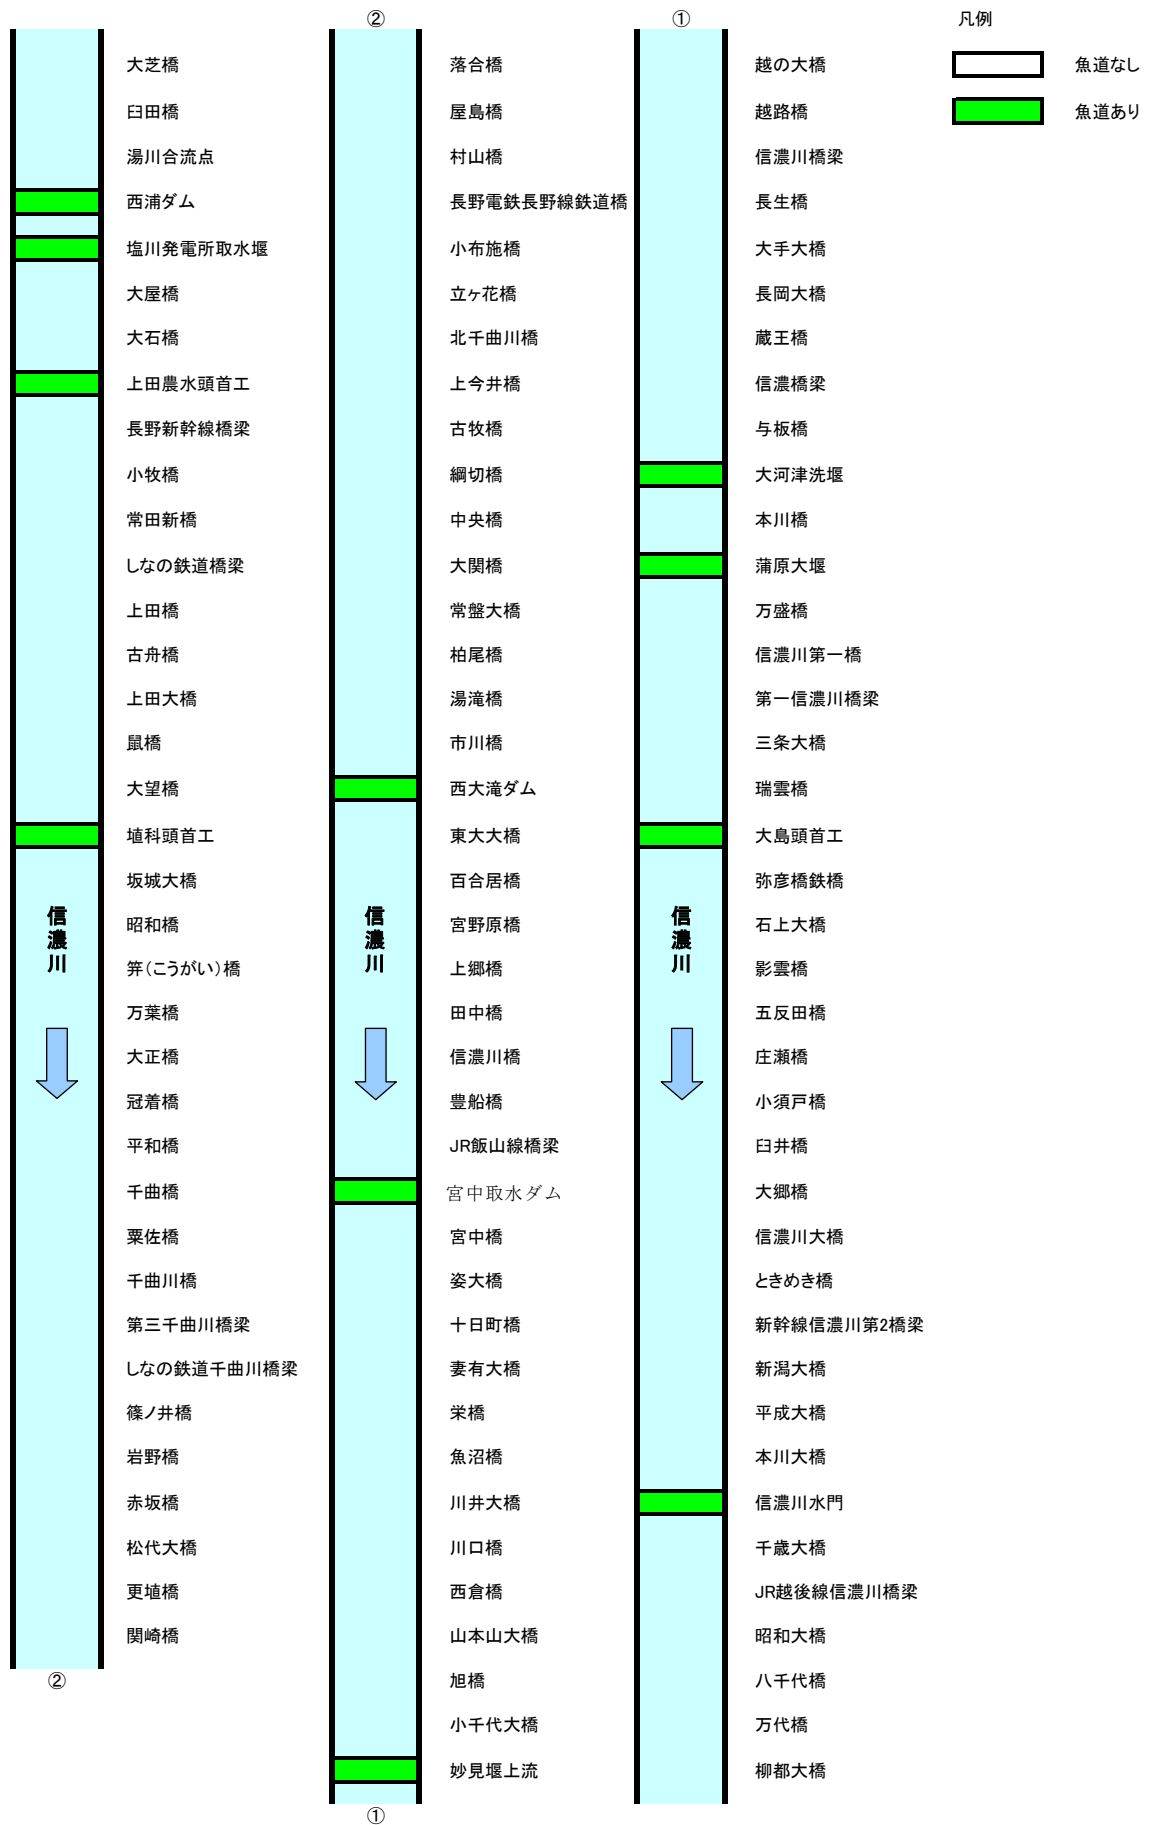 大芝橋
臼田橋
湯川合流点
西浦ダム
塩川発電所取水堰
大屋橋
大石橋
上田農水頭首工
長野新幹線橋梁
小牧橋
常田新橋
しなの鉄道橋梁
上田橋
古舟橋
上田大橋
鼠橋
大望橋
埴科頭首工
坂城大橋
昭和橋
笄(こうがい)橋
万葉橋
大正橋
冠着橋
平和橋
千曲橋
粟佐橋
千曲川橋
第三千曲川橋梁
しなの鉄道千曲川橋梁
篠ノ井橋
岩野橋
赤坂橋
松代大橋
更埴橋
関崎橋
信濃川
②
②
落合橋
屋島橋
村山橋
長野電鉄長野線鉄道橋
小布施橋
立ヶ花橋
北千曲川橋
上今井橋
古牧橋
綱切橋
中央橋
大関橋
常盤大橋
柏尾橋
湯滝橋
市川橋
西大滝ダム
東大大橋
百合居橋
宮野原橋
上郷橋
田中橋
信濃川橋
豊船橋
JR飯山線橋梁
宮中取水ダム
宮中橋
姿大橋
十日町橋
妻有大橋
栄橋
魚沼橋
川井大橋
川口橋
西倉橋
山本山大橋
旭橋
小千代大橋
妙見堰上流
信濃川
①
①
越の大橋
越路橋
信濃川橋梁
長生橋
大手大橋
長岡大橋
蔵王橋
信濃橋梁
与板橋
大河津洗堰
本川橋
蒲原大堰
万盛橋
信濃川第一橋
第一信濃川橋梁
三条大橋
瑞雲橋
大島頭首工
弥彦橋鉄橋
石上大橋
影雲橋
五反田橋
庄瀬橋
小須戸橋
臼井橋
大郷橋
信濃川大橋
ときめき橋
新幹線信濃川第2橋梁
新潟大橋
平成大橋
本川大橋
信濃川水門
千歳大橋
JR越後線信濃川橋梁
昭和大橋
八千代橋
万代橋
柳都大橋
信濃川
凡例
魚道なし
魚道あり